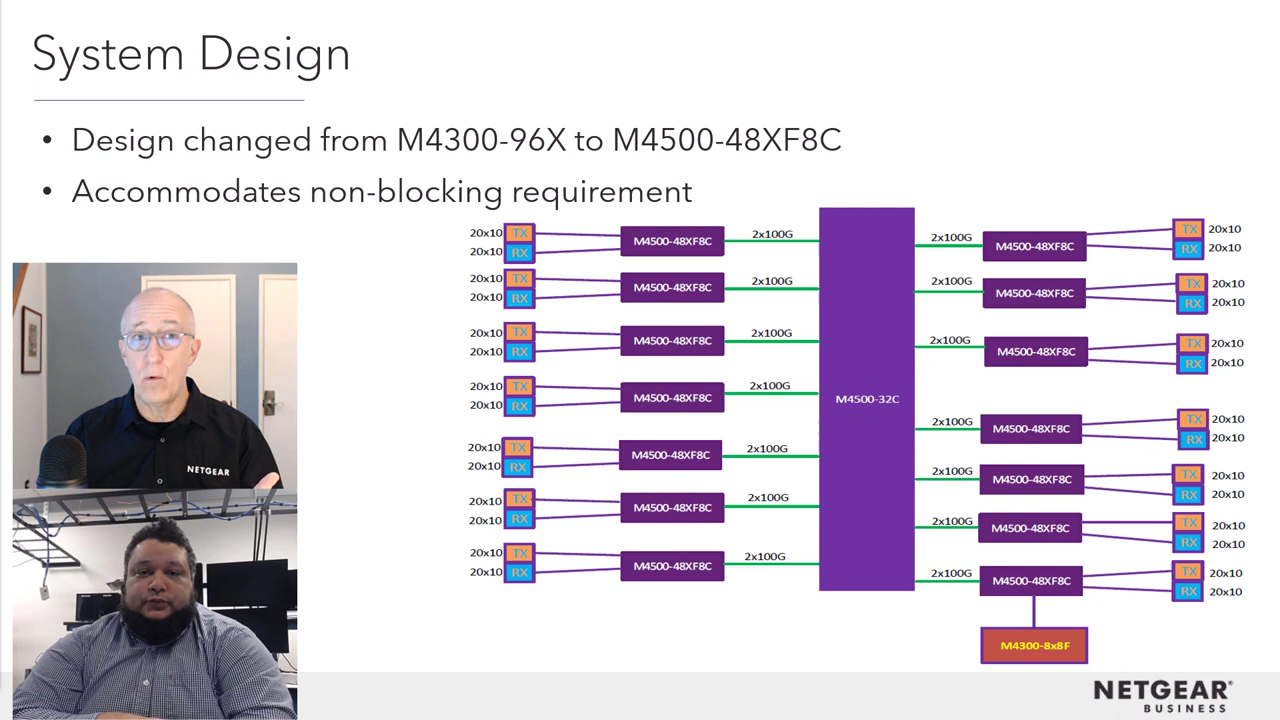 System Design
• Design changed from M4300-96X to M4500-48XF8C
• Accommodates non-blocking requirement
20x10 TX
20x10 RX
M4500-48XF8C
2x100G
20x10 TX
20x10 RX
M4500-48XF8C
2x100G
20x10 TX
20x10 RX
M4500-48XF8C
2x100G
20x10 TX
20x10 RX
M4500-48XF8C
2x100G
20x10 TX
20x10 RX
M4500-48XF8C
2x100G
20x10 TX
20x10 RX
M4500-48XF8C
2x100G
20x10 TX
20x10 RX
M4500-48XF8C
2x100G
M4500-32C
2x100G
M4500-48XF8C
TX 20x10
RX 20x10
2x100G
M4500-48XF8C
TX 20x10
RX 20x10
2x100G
M4500-48XF8C
TX 20x10
RX 20x10
2x100G
M4500-48XF8C
TX 20x10
RX 20x10
2x100G
M4500-48XF8C
TX 20x10
RX 20x10
2x100G
M4500-48XF8C
TX 20x10
RX 20x10
2x100G
M4500-48XF8C
TX 20x10
RX 20x10
M4300-8x8F
NETGEAR
NETGEAR®
BUSINESS